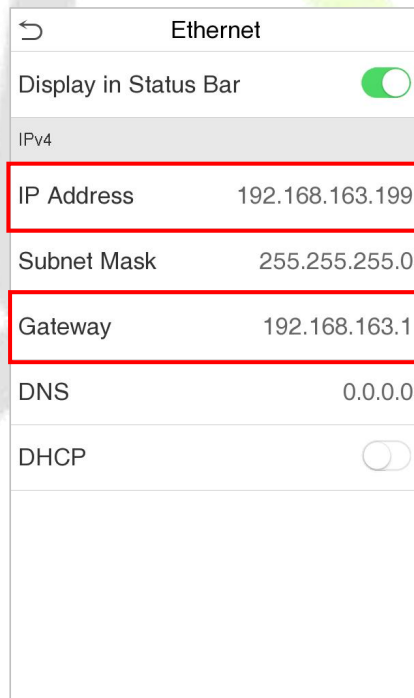 Ethernet
Display in Status Bar
IPv4
IP Address 192.168.163.199
Subnet Mask 255.255.255.0
Gateway 192.168.163.1
DNS 0.0.0.0
DHCP